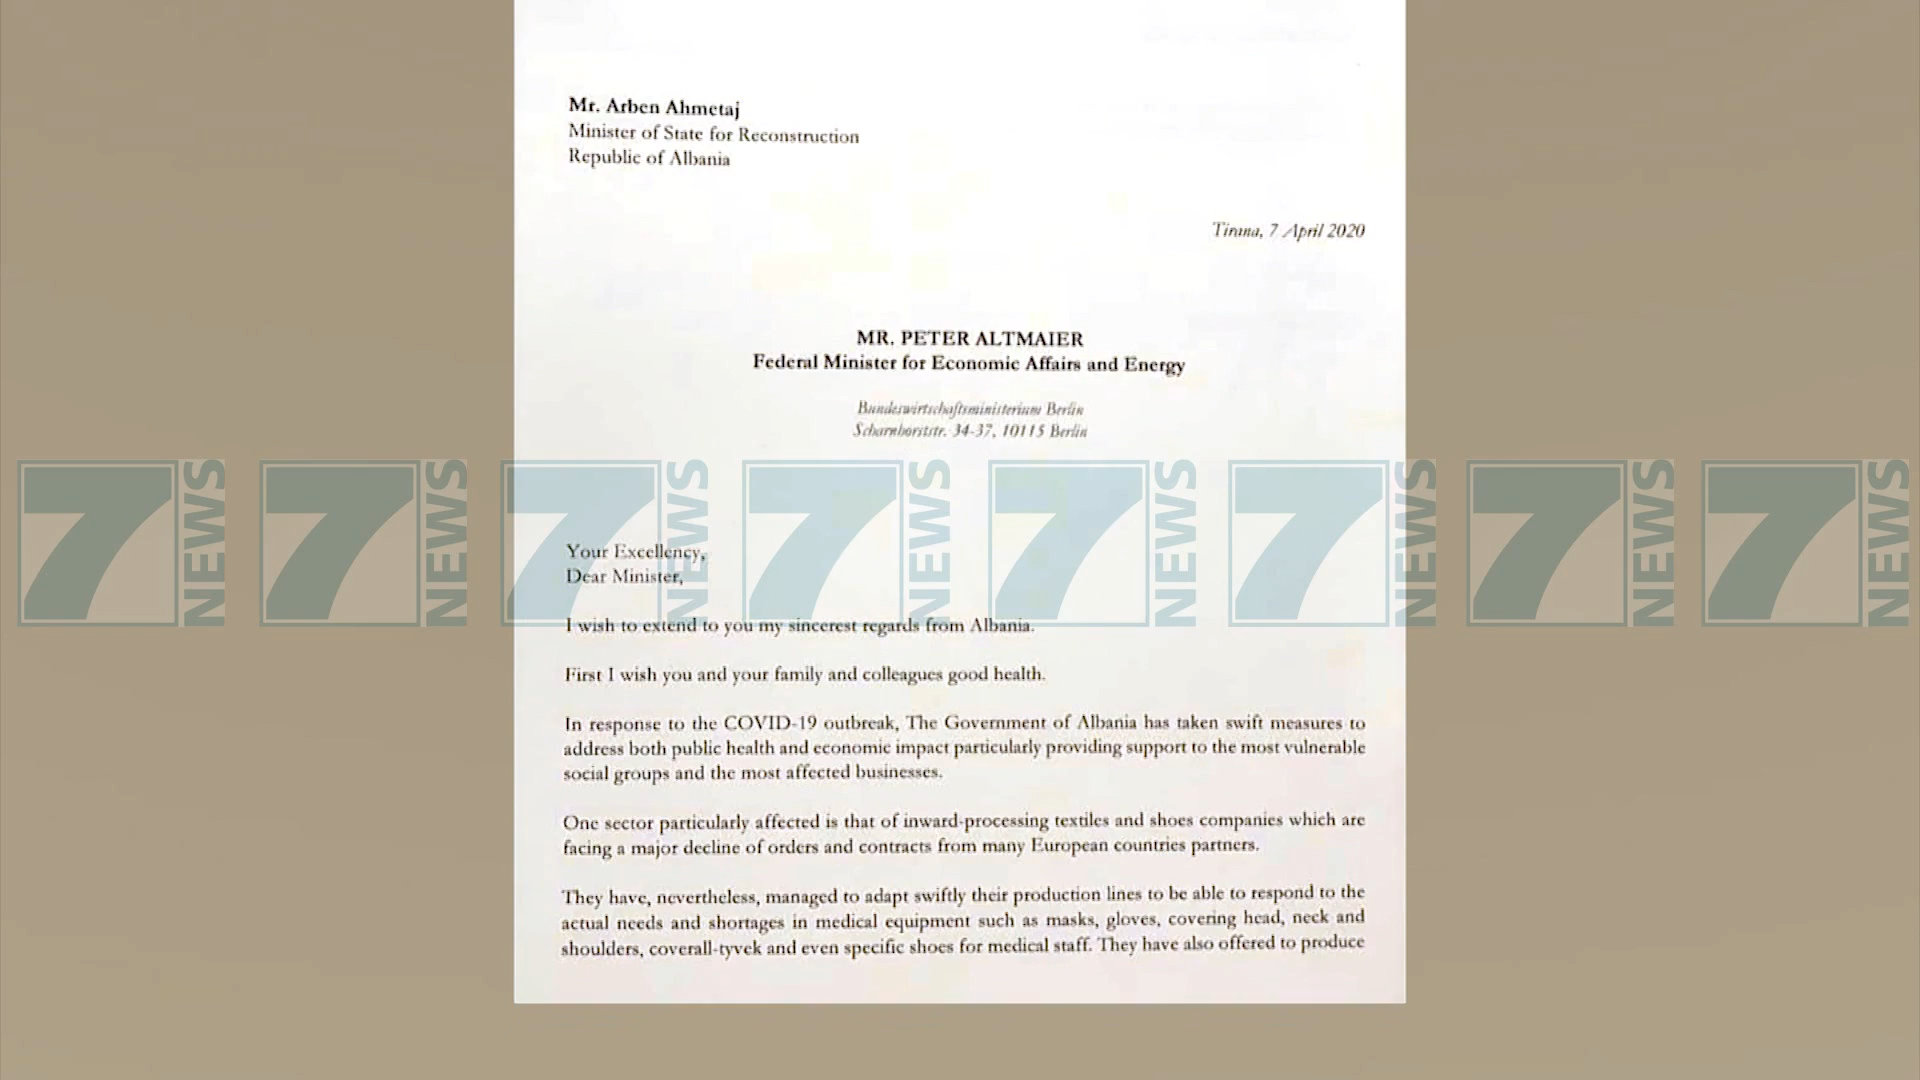 Mr. Arben Ahmetaj
Minister of State for Reconstruction
Republic of Albania
Tirana, 7 April 2020
MR. PETER ALTMAIER
Federal Minister for Economic Affairs and Energy
Bundeswirtschaftsministerium Berlin
Scharnhorststr. 34-37, 10115 Berlin
7 NEWS 7 NEWS 7 NEWS 7 NEWS 7 NEWS 7 NEWS 7 NEWS 7 NEWS
Your Excellency,
Dear Minister,
I wish to extend to you my sincerest regards from Albania.
First I wish you and your family and colleagues good health.
In response to the COVID-19 outbreak, The Government of Albania has taken swift measures to
address both public health and economic impact particularly providing support to the most vulnerable
social groups and the most affected businesses.
One sector particularly affected is that of inward-processing textiles and shoes companies which are
facing a major decline of orders and contracts from many European countries partners.
They have, nevertheless, managed to adapt swiftly their production lines to be able to respond to the
actual needs and shortages in medical equipment such as masks, gloves, covering head, neck and
shoulders, coverall-tyvek and even specific shoes for medical staff. They have also offered to produce